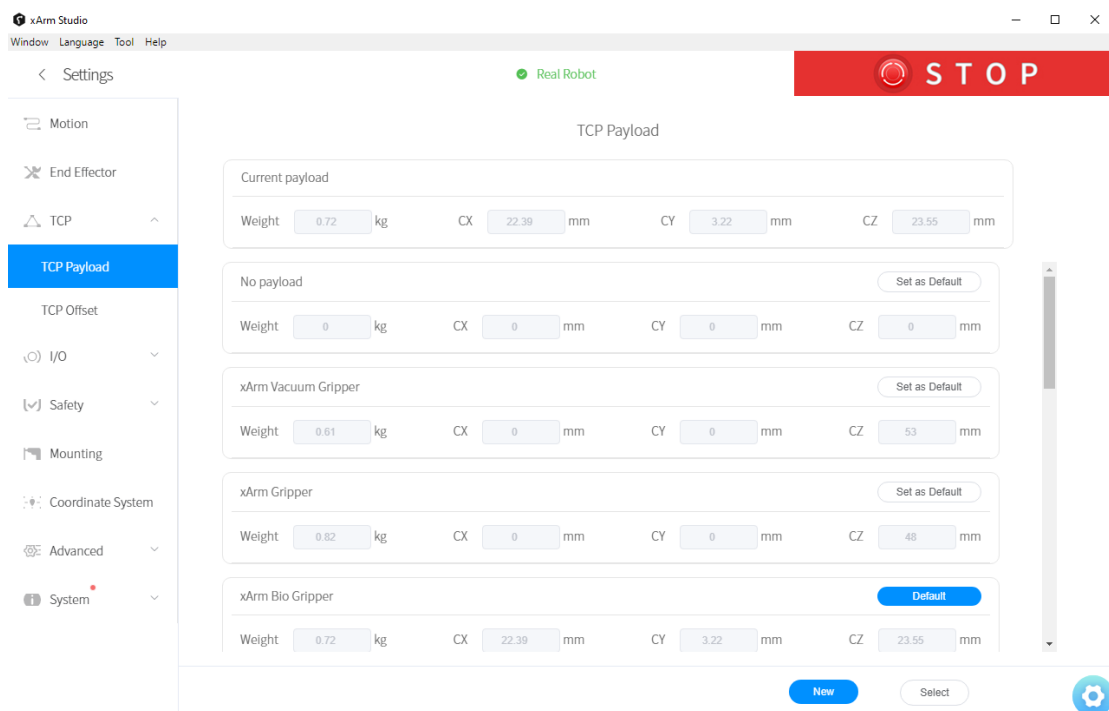 xArm Studio
Window Language Tool Help
Settings
Real Robot
STOP
Motion
End Effector
TCP
TCP Payload
TCP Offset
I/O
Safety
Mounting
Coordinate System
Advanced
System
TCP Payload
Current payload
Weight 0.72 kg CX 22.39 mm CY 3.22 mm CZ 23.55 mm
No payload Set as Default
Weight 0 kg CX 0 mm CY 0 mm CZ 0 mm
xArm Vacuum Gripper Set as Default
Weight 0.61 kg CX 0 mm CY 0 mm CZ 53 mm
xArm Gripper Set as Default
Weight 0.82 kg CX 0 mm CY 0 mm CZ 48 mm
xArm Bio Gripper Default
Weight 0.72 kg CX 22.39 mm CY 3.22 mm CZ 23.55 mm
New Select